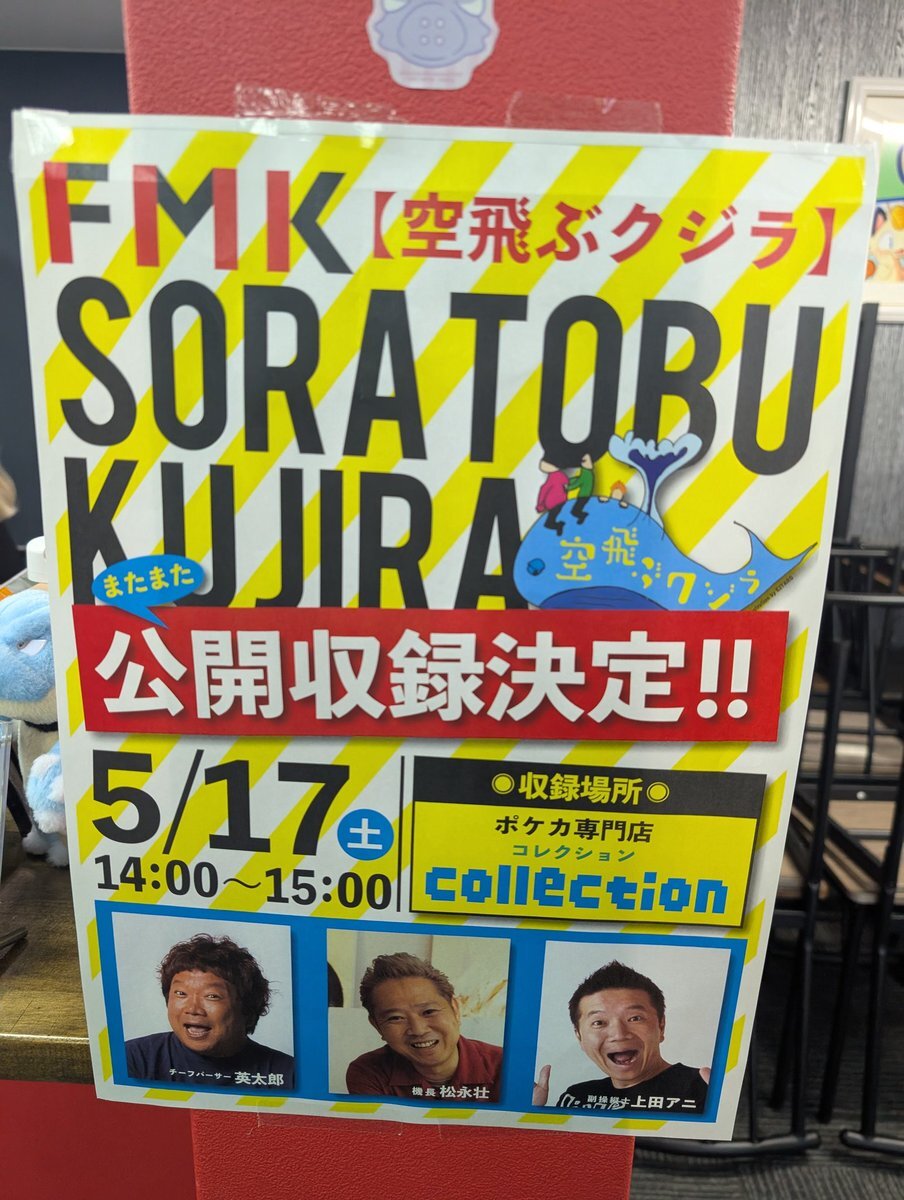 FMK【空飛ぶクジラ】
SORATOBU
KUJIRA
空飛ぶクジラ
またまた
公開収録決定!!
5/17土
14:00〜15:00
◉収録場所◉
ポケカ専門店
コレクション
collection
チーフパーサー 英太郎
機長 松永壮
副操縦士 上田アニ